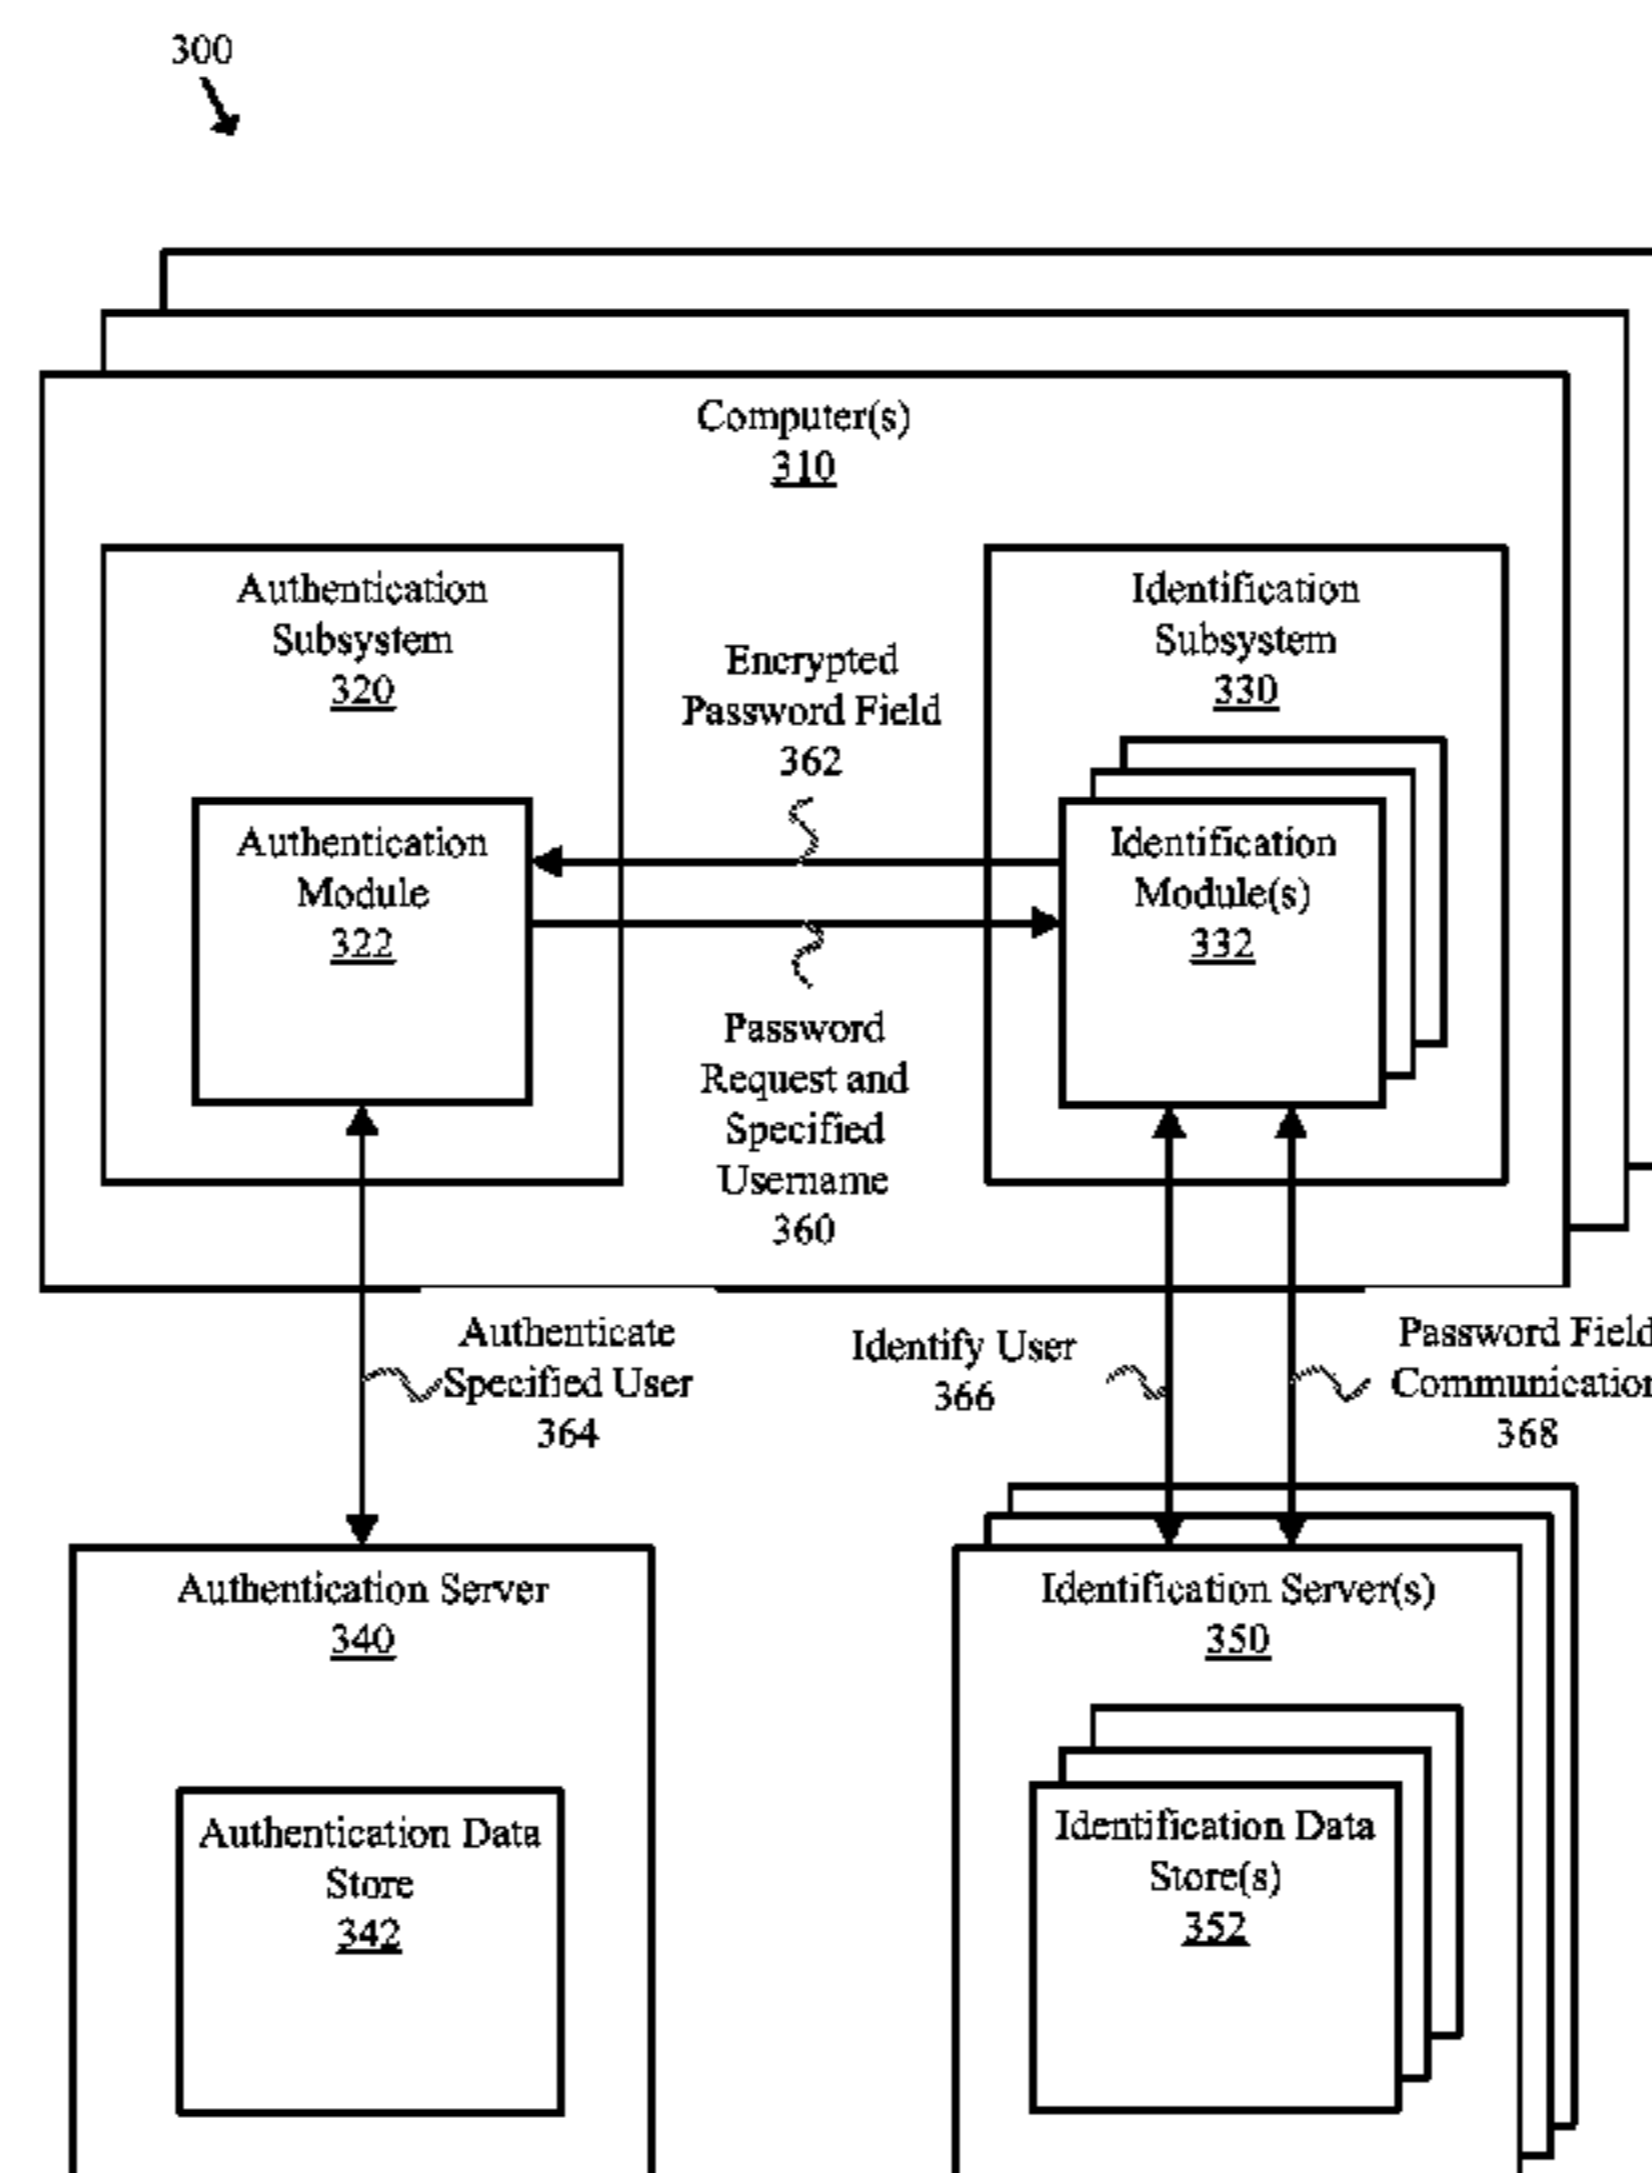 300
Computer(s)
310
Authentication
Subsystem
320
Identification
Subsystem
330
Encrypted
Password Field
362
Authentication
Module
322
Identification
Module(s)
332
Password
Request and
Specified
Username
360
Authenticate
Specified User
364
Identify User
366
Password Field
Communication
368
Authentication Server
340
Identification Server(s)
350
Authentication Data
Store
342
Identification Data
Store(s)
352